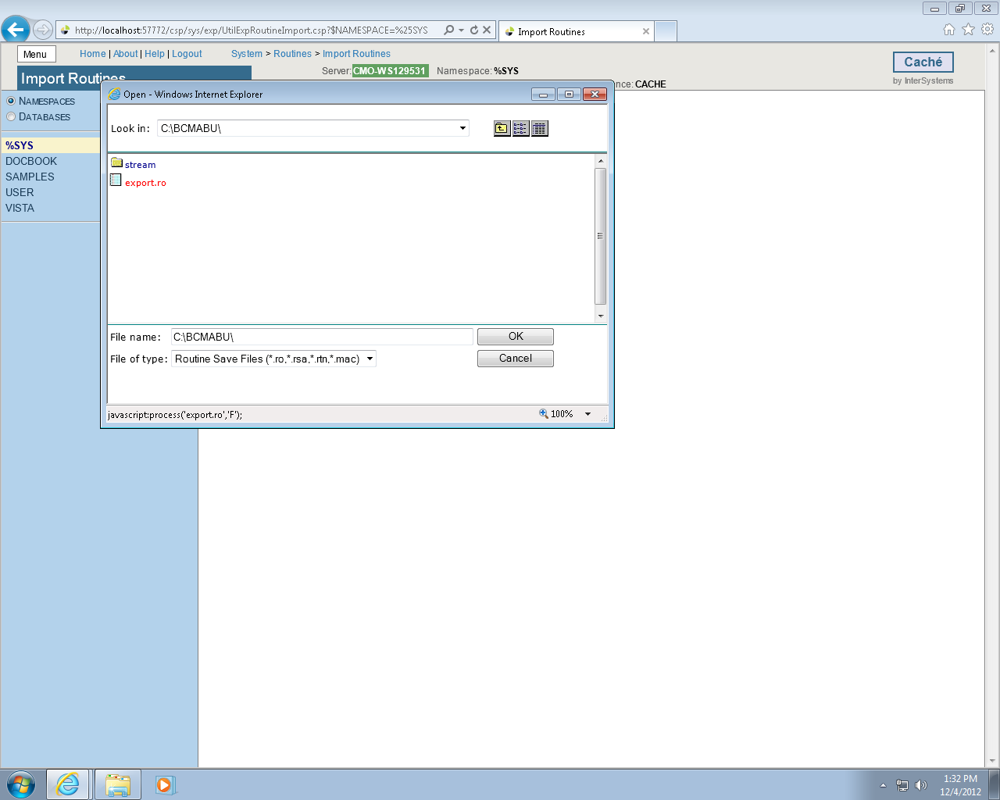 http://localhost:57772/csp/sys/exp/UtilExpRoutineImport.csp?$NAMESPACE=%25SYS
Import Routines
Menu
Home | About | Help | Logout
System > Routines > Import Routines
Server: CMO-WS129531 Namespace: %SYS
Caché
by InterSystems
Import Routines
nce: CACHE
NAMESPACES
DATABASES
%SYS
DOCBOOK
SAMPLES
USER
VISTA
Open - Windows Internet Explorer
Look in: C:\BCMABU\
stream
export.ro
File name: C:\BCMABU\ OK
File of type: Routine Save Files (*.ro,*.rsa,*.rtn,*.mac) Cancel
javascript:process('export.ro','F'); 100%
1:32 PM
12/4/2012